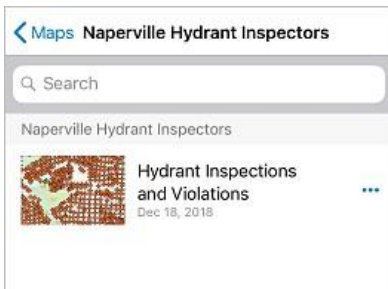 Maps Naperville Hydrant Inspectors
Search
Naperville Hydrant Inspectors
Hydrant Inspections
and Violations
Dec 18, 2018